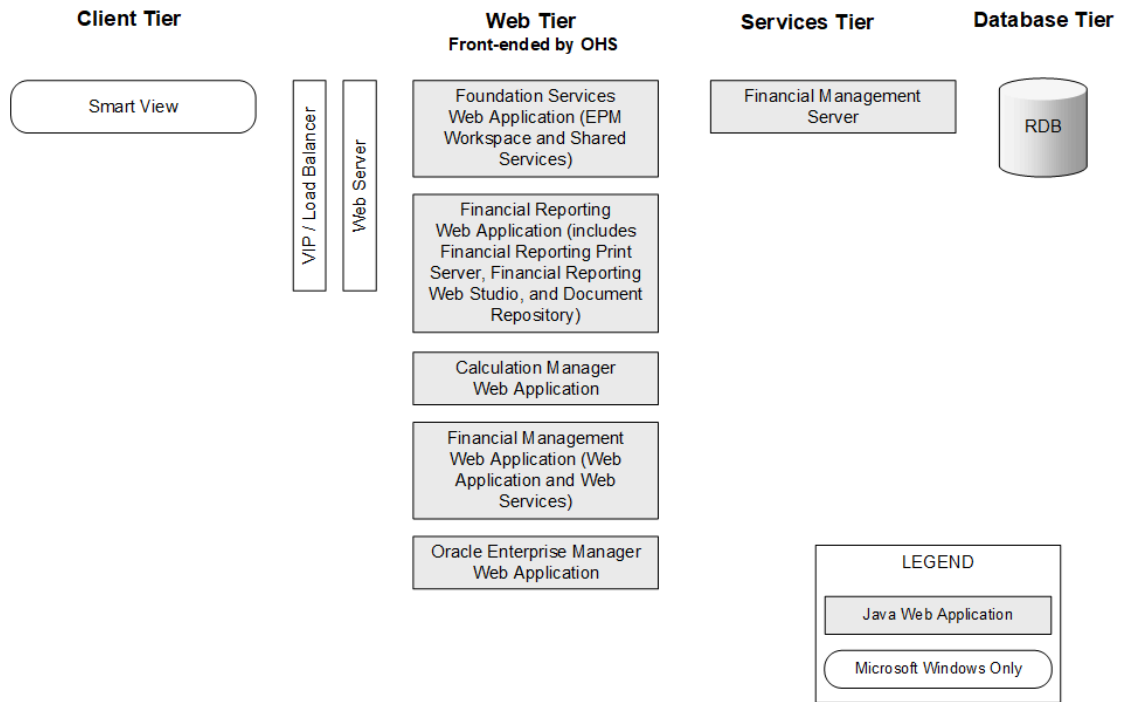 Client Tier
Web Tier
Front-ended by OHS
Services Tier
Database Tier
Smart View
VIP / Load Balancer
Web Server
Foundation Services
Web Application (EPM
Workspace and Shared
Services)
Financial Reporting
Web Application (includes
Financial Reporting Print
Server, Financial Reporting
Web Studio, and Document
Repository)
Calculation Manager
Web Application
Financial Management
Web Application (Web
Application and Web
Services)
Oracle Enterprise Manager
Web Application
Financial Management
Server
RDB
LEGEND
Java Web Application
Microsoft Windows Only